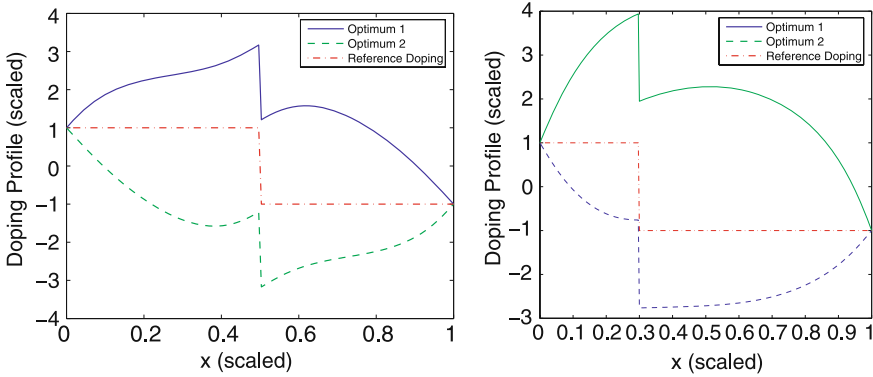 4
3
2
1
0
−1
−2
−3
−4
Doping Profile (scaled)
Optimum 1
Optimum 2
Reference Doping
0
0.2
0.4
0.6
0.8
1
x (scaled)
4
3
2
1
0
−1
−2
−3
Doping Profile (scaled)
Optimum 1
Optimum 2
Reference Doping
0 0.1 0.2 0.3 0.4 0.5 0.6 0.7 0.8 0.9 1
x (scaled)